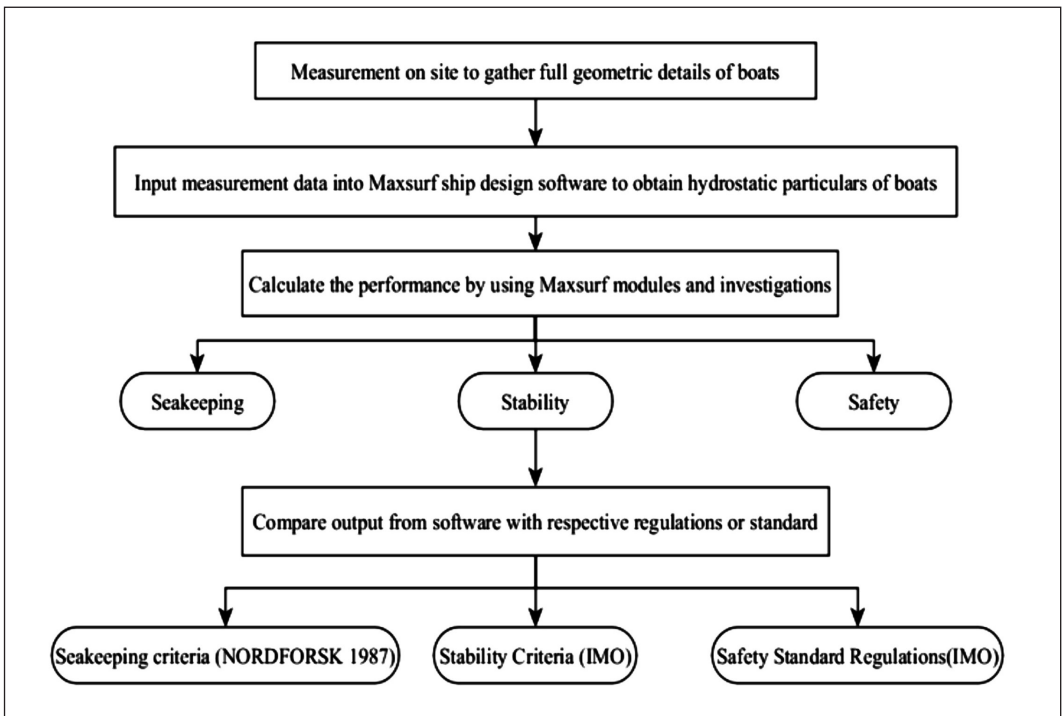 Measurement on site to gather full geometric details of boats
Input measurement data into Maxsurf ship design software to obtain hydrostatic particulars of boats
Calculate the performance by using Maxsurf modules and investigations
Seakeeping
Stability
Safety
Compare output from software with respective regulations or standard
Seakeeping criteria (NORDFORSK 1987)
Stability Criteria (IMO)
Safety Standard Regulations(IMO)